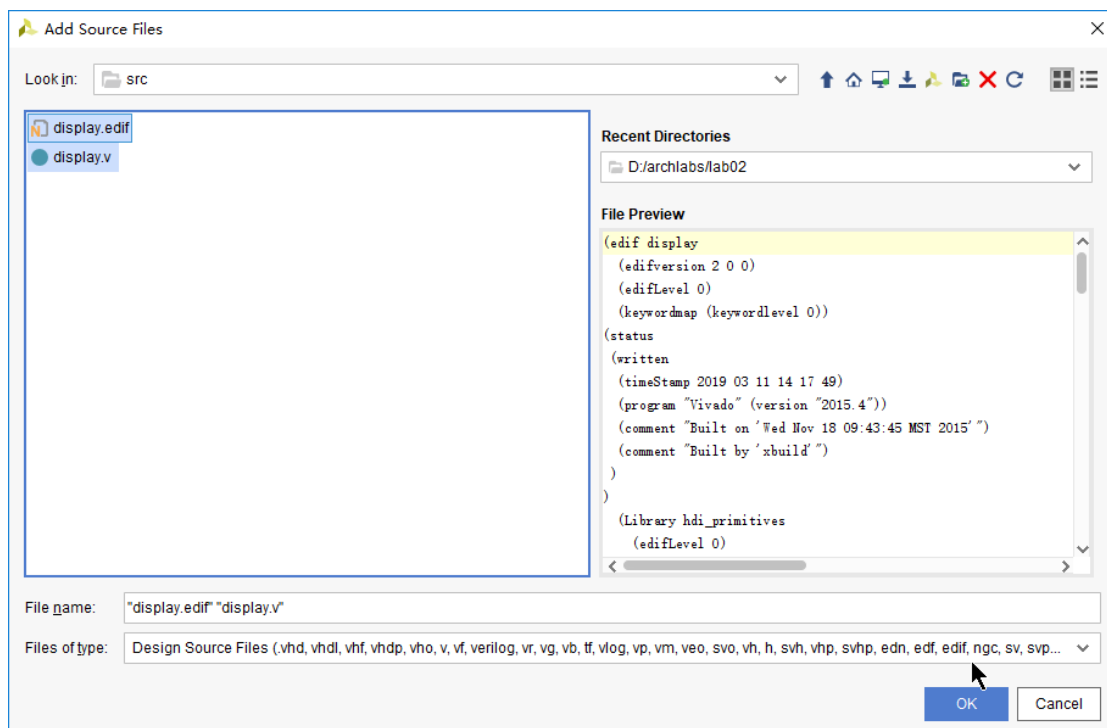 Add Source Files
Look in: src
display.edif
display.v
Recent Directories
D:/archlabs/lab02
File Preview
(edif display
(edifversion 2 0 0)
(edifLevel 0)
(keywordmap (keywordlevel 0))
(status
(written
(timeStamp 2019 03 11 14 17 49)
(program "Vivado" (version "2015.4"))
(comment "Built on 'Wed Nov 18 09:43:45 MST 2015'")
(comment "Built by 'xbuild'")
)
)
(Library hdi_primitives
(edifLevel 0)
File name: "display.edif" "display.v"
Files of type: Design Source Files (.vhd, vhdl, vhf, vhdp, vho, v, vf, verilog, vr, vg, vb, tf, vlog, vp, vm, veo, svo, vh, h, svh, vhp, svhp, edn, edf, edif, ngc, sv, svp...
OK Cancel